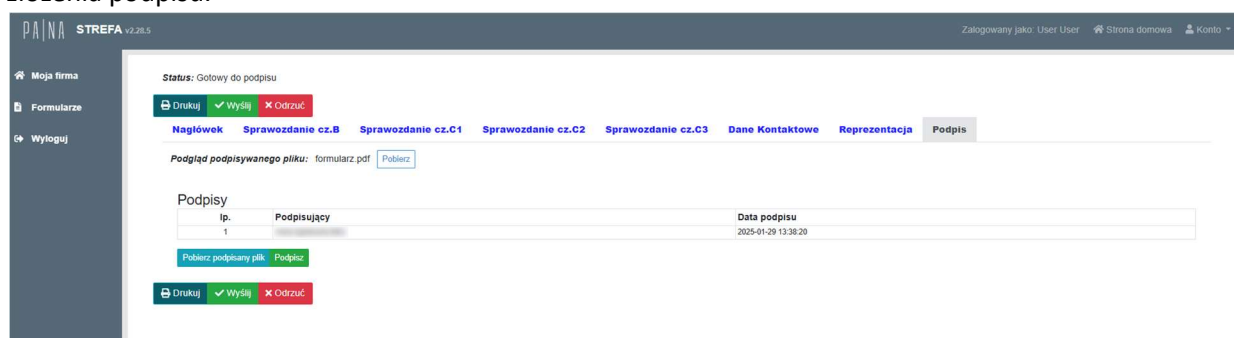 PA|NA STREFA v2.28.5 Zalogowany jako: User User Strona domowa Konto
Moja firma
Formularze
Wyloguj
Status: Gotowy do podpisu
Drukuj Wyślij Odrzuć
Nagłówek Sprawozdanie cz.B Sprawozdanie cz.C1 Sprawozdanie cz.C2 Sprawozdanie cz.C3 Dane Kontaktowe Reprezentacja Podpis
Podgląd podpisywanego pliku: formularz.pdf Pobierz
Podpisy
lp. Podpisujący Data podpisu
1 2025-01-29 13:38:20
Pobierz podpisany plik Podpisz
Drukuj Wyślij Odrzuć